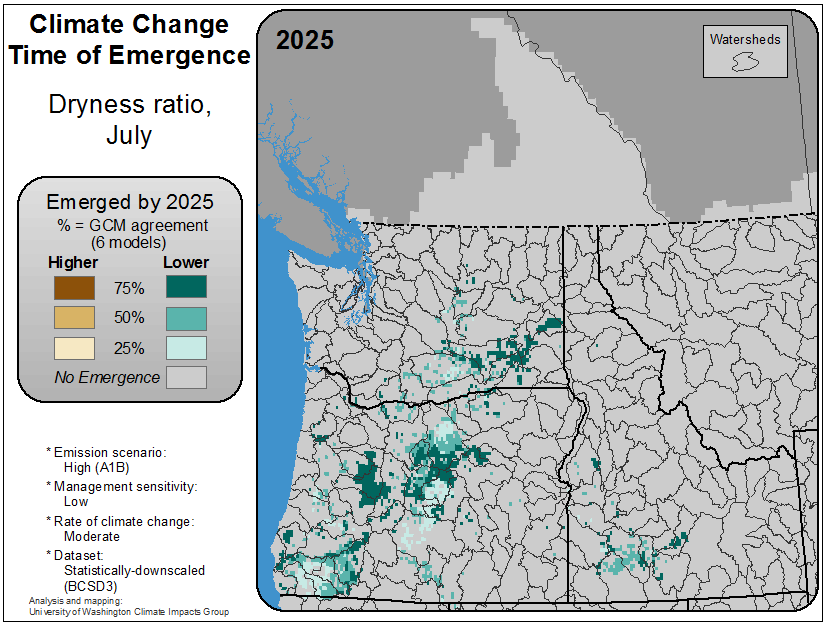 Climate Change
Time of Emergence
Dryness ratio,
July
Emerged by 2025
% = GCM agreement
(6 models)
Higher Lower
75%
50%
25%
No Emergence
* Emission scenario:
High (A1B)
* Management sensitivity:
Low
* Rate of climate change:
Moderate
* Dataset:
Statistically-downscaled
(BCSD3)
Analysis and mapping:
University of Washington Climate Impacts Group
2025
Watersheds